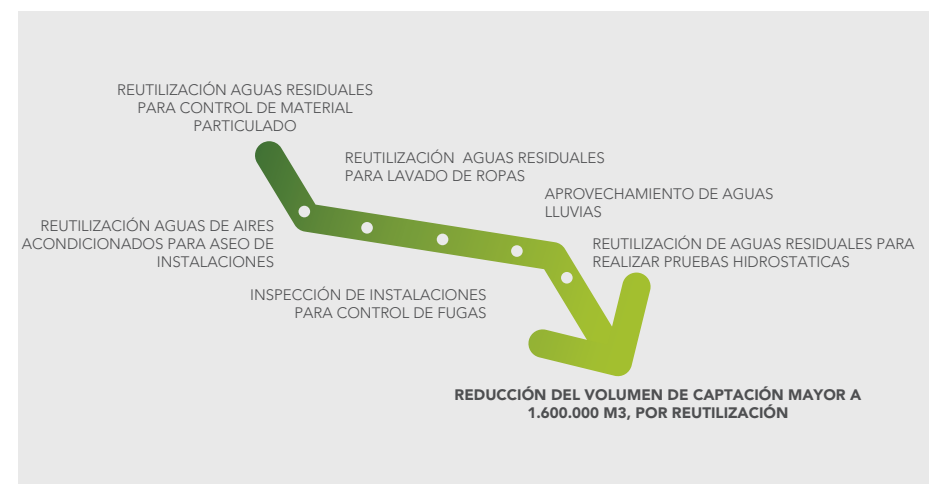 REUTILIZACIÓN AGUAS RESIDUALES
PARA CONTROL DE MATERIAL
PARTICULADO
REUTILIZACIÓN AGUAS RESIDUALES
PARA LAVADO DE ROPAS
APROVECHAMIENTO DE AGUAS
LLUVIAS
REUTILIZACIÓN AGUAS DE AIRES
ACONDICIONADOS PARA ASEO DE
INSTALACIONES
REUTILIZACIÓN DE AGUAS RESIDUALES PARA
REALIZAR PRUEBAS HIDROSTATICAS
INSPECCIÓN DE INSTALACIONES
PARA CONTROL DE FUGAS
REDUCCIÓN DEL VOLUMEN DE CAPTACIÓN MAYOR A
1.600.000 M3, POR REUTILIZACIÓN